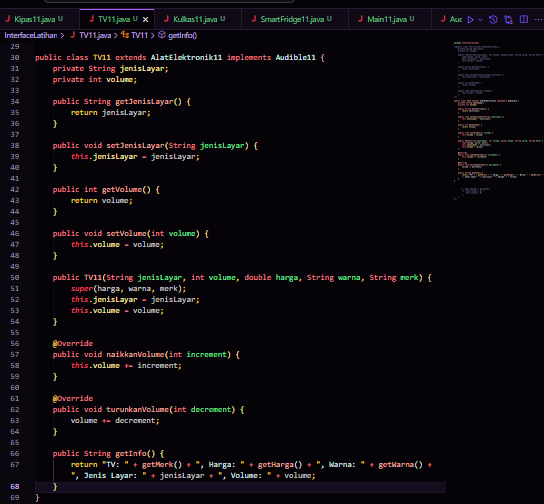 Kipas11.java U
TV11.java U
Kulkas11.java U
SmartFridge11.java U
Main11.java U
Auc
InterfaceLatihan > TV11.java > TV11 > getInfo()
29
30 public class TV11 extends AlatElektronik11 implements Audible11 {
31 private String jenisLayar;
32 private int volume;
33
34 public String getJenisLayar() {
35 return jenisLayar;
36 }
37
38 public void setJenisLayar(String jenisLayar) {
39 this.jenisLayar = jenisLayar;
40 }
41
42 public int getVolume() {
43 return volume;
44 }
45
46 public void setVolume(int volume) {
47 this.volume = volume;
48 }
49
50 public TV11(String jenisLayar, int volume, double harga, String warna, String merk) {
51 super(harga, warna, merk);
52 this.jenisLayar = jenisLayar;
53 this.volume = volume;
54 }
55
56 @Override
57 public void naikkanVolume(int increment) {
58 this.volume += increment;
59 }
60
61 @Override
62 public void turunkanVolume(int decrement) {
63 volume += decrement;
64 }
65
66 public String getInfo() {
67 return "TV: " + getMerk() + ", Harga: " + getHarga() + ", Warna: " + getWarna() +
", Jenis Layar: " + jenisLayar + ", Volume: " + volume;
68 }
69 }